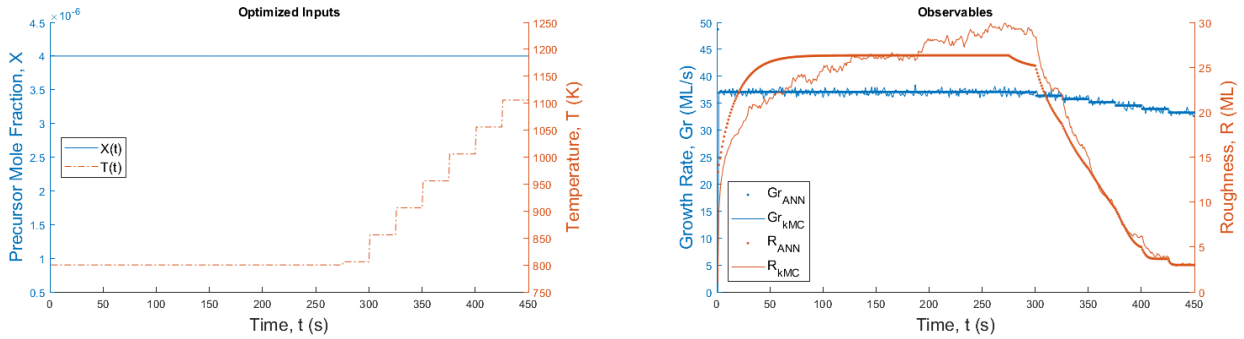 Optimized Inputs
×10⁻⁶
4.5
4
3.5
3
2.5
2
1.5
1
0.5
Precursor Mole Fraction, X
X(t)
T(t)
1250
1200
1150
1100
1050
1000
950
900
850
800
750
Temperature, T (K)
0 50 100 150 200 250 300 350 400 450
Time, t (s)
Observables
50
45
40
35
30
25
20
15
10
5
0
Growth Rate, Gr (ML/s)
Gr_ANN
Gr_kMC
R_ANN
R_kMC
30
25
20
15
10
5
0
Roughness, R (ML)
0 50 100 150 200 250 300 350 400 450
Time, t (s)